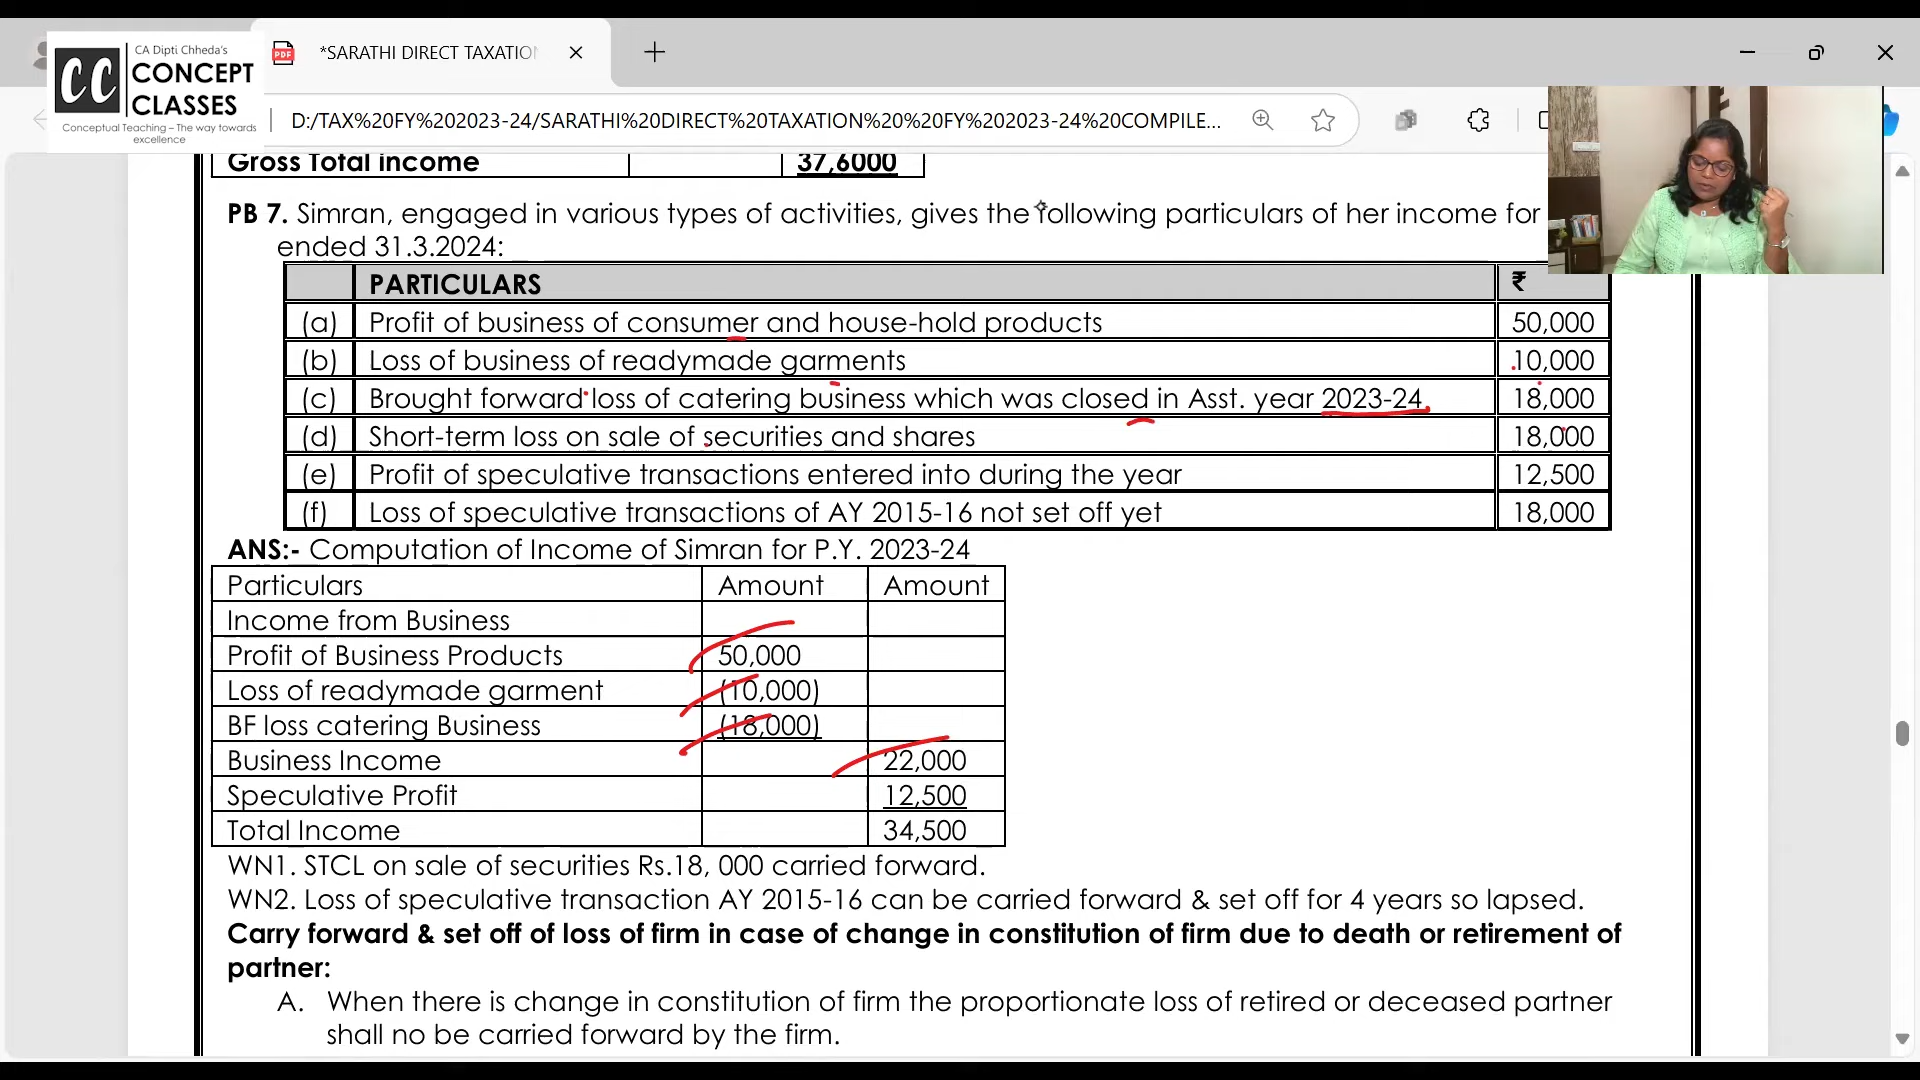 CA Dipti Chheda's
CC CONCEPT
CLASSES
Conceptual Teaching – The way towards
excellence
PDF
*SARATHI DIRECT TAXATIO
D:/TAX%20FY%202023-24/SARATHI%20DIRECT%20TAXATION%20%20FY%202023-24%20COMPILE...
Gross Total income 37,6000
PB 7. Simran, engaged in various types of activities, gives the following particulars of her income for
ended 31.3.2024:
PARTICULARS ₹
(a) Profit of business of consumer and house-hold products 50,000
(b) Loss of business of readymade garments 10,000
(c) Brought forward loss of catering business which was closed in Asst. year 2023-24. 18,000
(d) Short-term loss on sale of securities and shares 18,000
(e) Profit of speculative transactions entered into during the year 12,500
(f) Loss of speculative transactions of AY 2015-16 not set off yet 18,000
ANS:- Computation of Income of Simran for P.Y. 2023-24
Particulars Amount Amount
Income from Business
Profit of Business Products 50,000
Loss of readymade garment (10,000)
BF loss catering Business (18,000)
Business Income 22,000
Speculative Profit 12,500
Total Income 34,500
WN1. STCL on sale of securities Rs.18, 000 carried forward.
WN2. Loss of speculative transaction AY 2015-16 can be carried forward & set off for 4 years so lapsed.
Carry forward & set off of loss of firm in case of change in constitution of firm due to death or retirement of
partner:
A. When there is change in constitution of firm the proportionate loss of retired or deceased partner
shall no be carried forward by the firm.